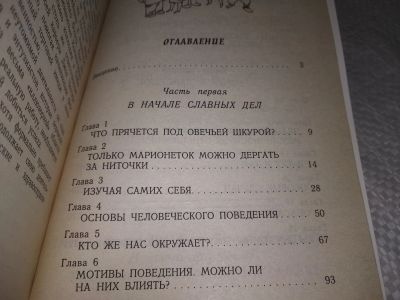 ОГЛАВЛЕНИЕ
Введение 3
Часть первая
В НАЧАЛЕ СЛАВНЫХ ДЕЛ
Глава 1
ЧТО ПРЯЧЕТСЯ ПОД ОВЕЧЬЕЙ ШКУРОЙ? . . 9
Глава 2
ТОЛЬКО МАРИОНЕТОК МОЖНО ДЕРГАТЬ
ЗА НИТОЧКИ . . . . . . . . . . . . . . . . . . 14
Глава 3
ИЗУЧАЯ САМИХ СЕБЯ. . . . . . . . . . . . . . 28
Глава 4
ОСНОВЫ ЧЕЛОВЕЧЕСКОГО ПОВЕДЕНИЯ . . . . 50
Глава 5
КТО ЖЕ НАС ОКРУЖАЕТ?. . . . . . . . . . . . 67
Глава 6
МОТИВЫ ПОВЕДЕНИЯ. МОЖНО ЛИ
НА НИХ ВЛИЯТЬ? . . . . . . . . . . . . . . . 93